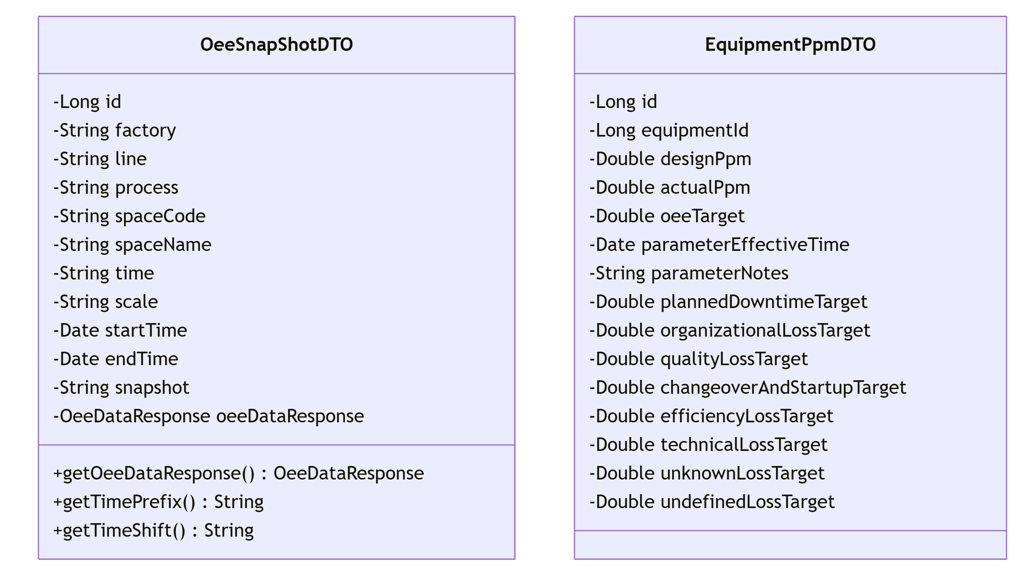 OeeSnapShotDTO
-Long id
-String factory
-String line
-String process
-String spaceCode
-String spaceName
-String time
-String scale
-Date startTime
-Date endTime
-String snapshot
-OeeDataResponse oeeDataResponse
+getOeeDataResponse() : OeeDataResponse
+getTimePrefix() : String
+getTimeShift() : String
EquipmentPpmDTO
-Long id
-Long equipmentId
-Double designPpm
-Double actualPpm
-Double oeeTarget
-Date parameterEffectiveTime
-String parameterNotes
-Double plannedDowntimeTarget
-Double organizationalLossTarget
-Double qualityLossTarget
-Double changeoverAndStartupTarget
-Double efficiencyLossTarget
-Double technicalLossTarget
-Double unknownLossTarget
-Double undefinedLossTarget